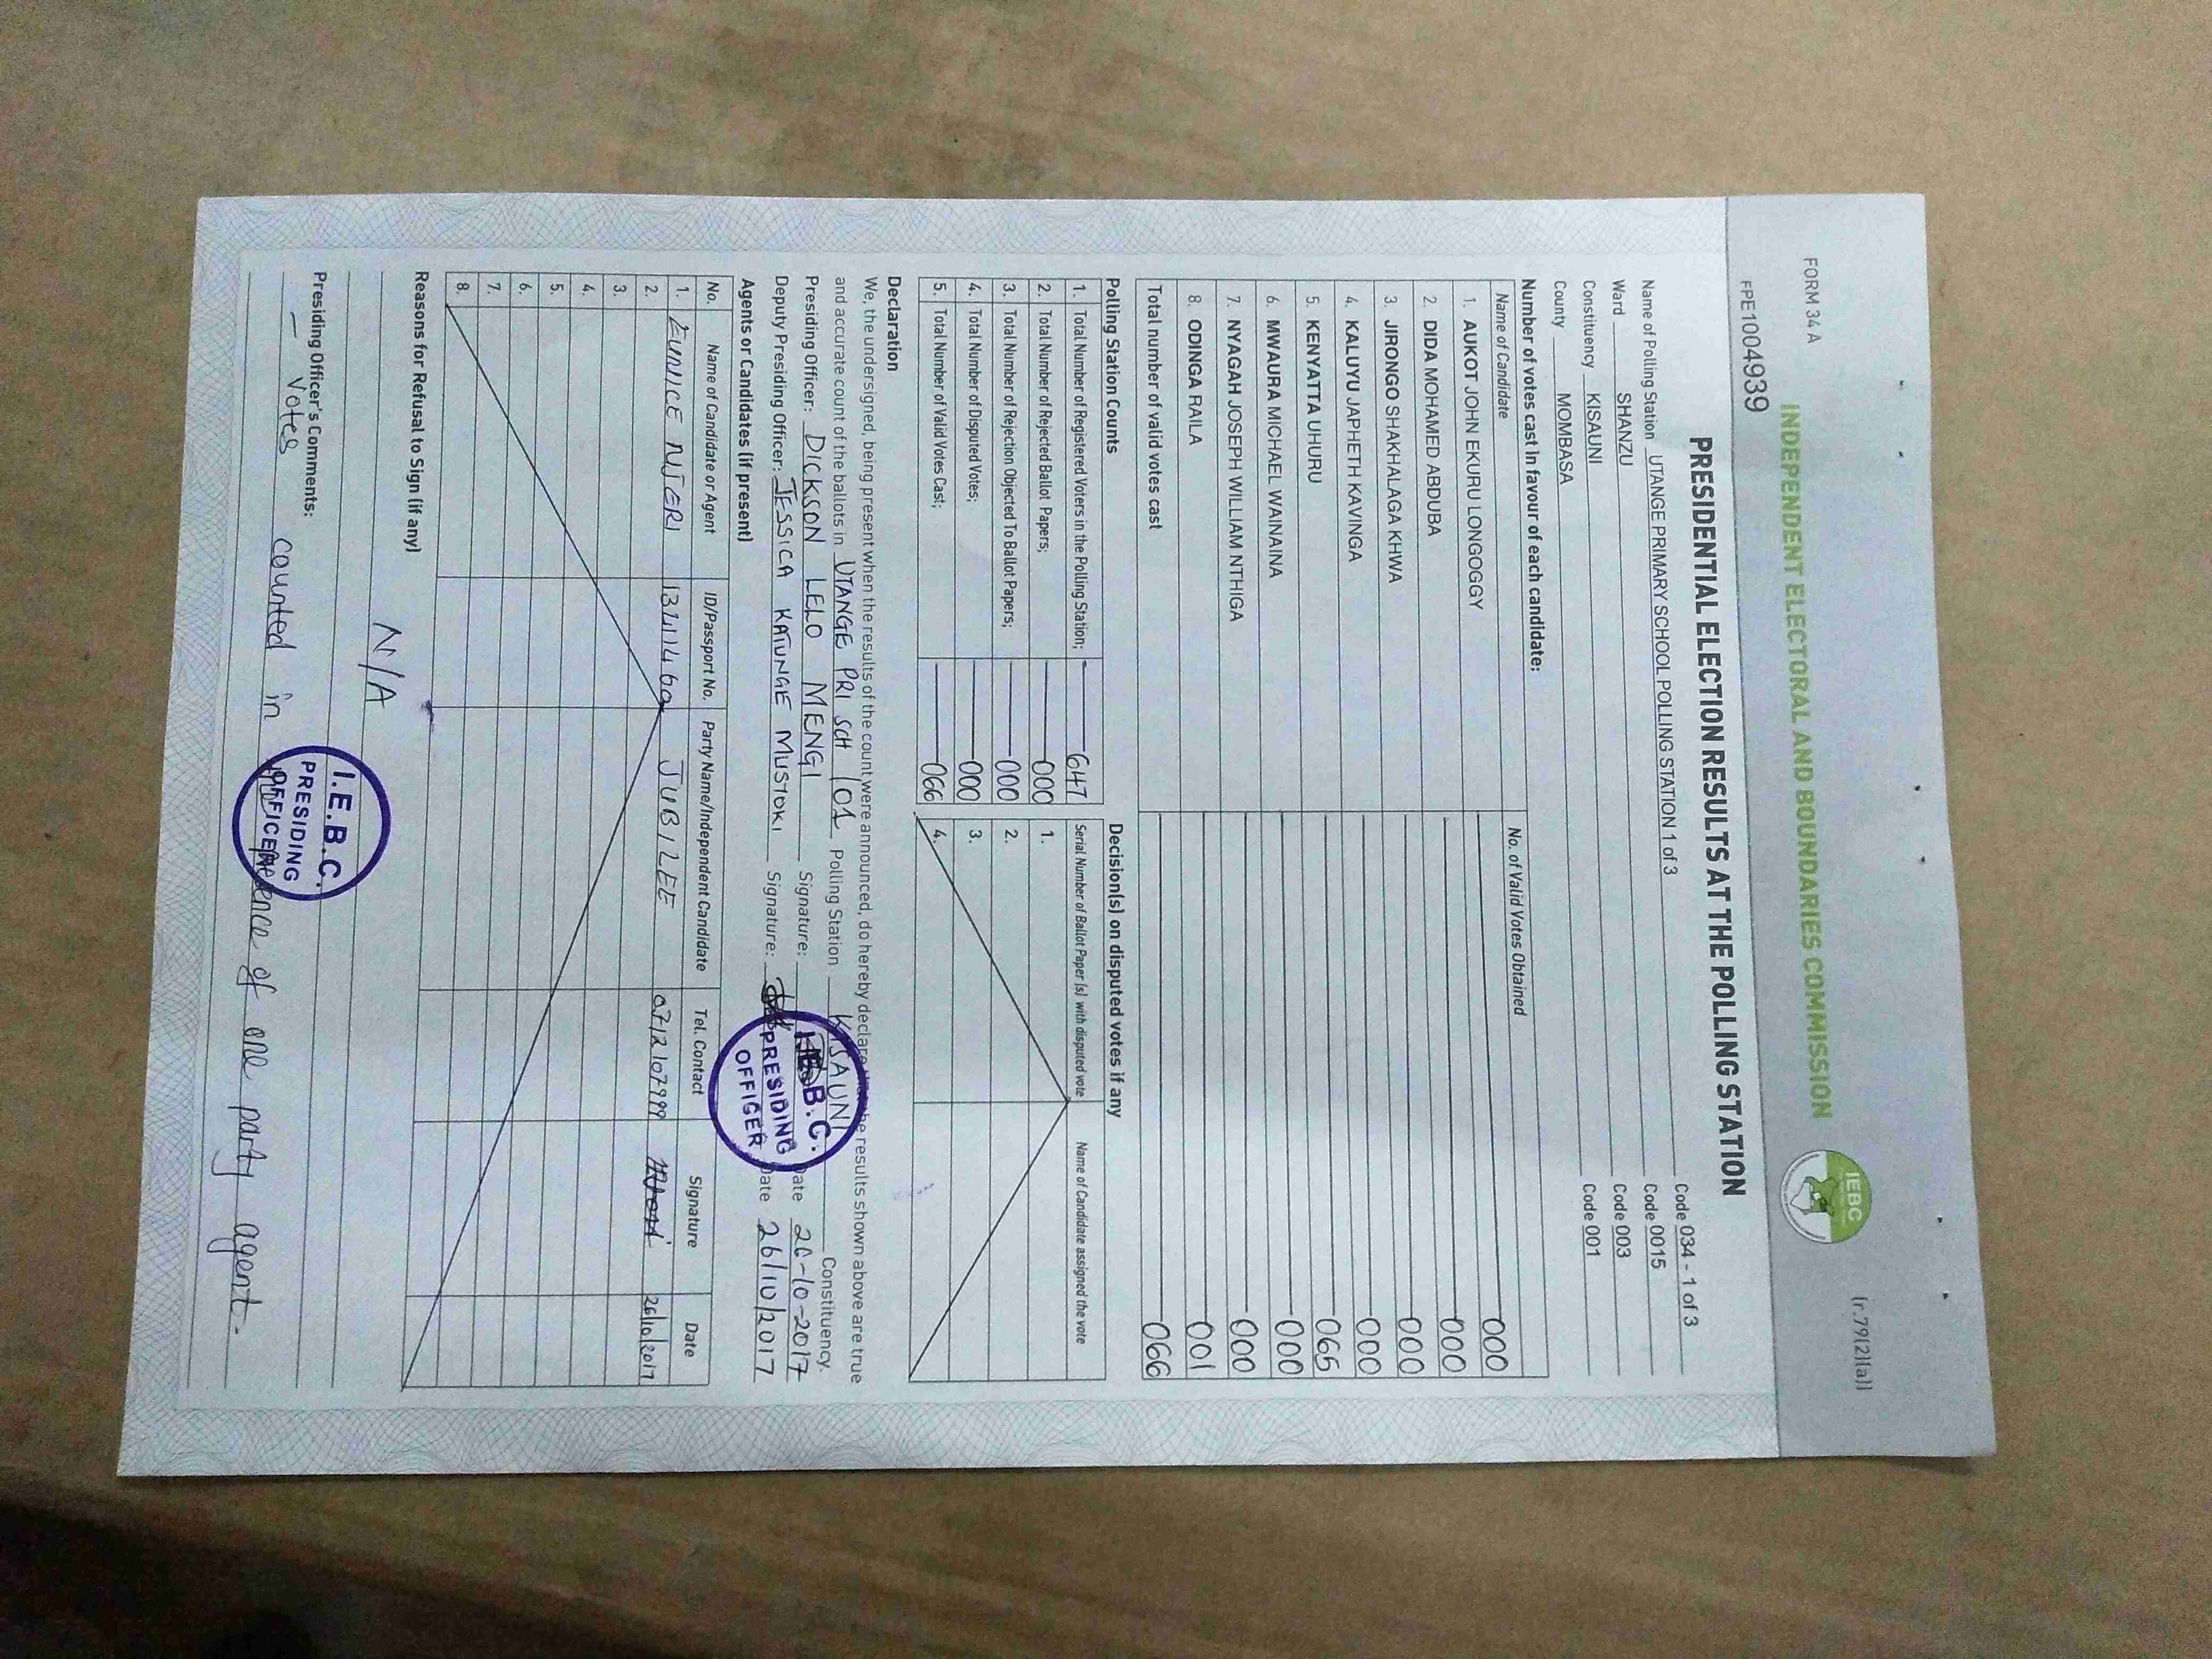 FORM 34 A
(r.79(2)(a))
INDEPENDENT ELECTORAL AND BOUNDARIES COMMISSION
IEBC
FPE1004939
PRESIDENTIAL ELECTION RESULTS AT THE POLLING STATION
Name of Polling Station UTANGE PRIMARY SCHOOL POLLING STATION 1 of 3 Code 034 - 1 of 3
Ward SHANZU Code 0015
Constituency KISAUNI Code 003
County MOMBASA Code 001
Number of votes cast in favour of each candidate:
Name of Candidate No. of Valid Votes Obtained
1. AUKOT JOHN EKURU LONGOGGY 000
2. DIDA MOHAMED ABDUBA 000
3. JIRONGO SHAKHALAGA KHWA 000
4. KALUYU JAPHETH KAVINGA 000
5. KENYATTA UHURU 065
6. MWAURA MICHAEL WAINAINA 000
7. NYAGAH JOSEPH WILLIAM NTHIGA 000
8. ODINGA RAILA 001
Total number of valid votes cast 066
Polling Station Counts Decision(s) on disputed votes if any
1. Total Number of Registered Voters in the Polling Station; 647 Serial Number of Ballot Paper (s) with disputed vote Name of Candidate assigned the vote
2. Total Number of Rejected Ballot Papers; 000 1.
3. Total Number of Rejection Objected To Ballot Papers; 000 2.
4. Total Number of Disputed Votes; 000 3.
5. Total Number of Valid Votes Cast; 066 4.
Declaration
We, the undersigned, being present when the results of the count were announced, do hereby declare that the results shown above are true
and accurate count of the ballots in UTANGE PRI SCH /01 Polling Station KISAUNI Constituency.
Presiding Officer: DICKSON LELO MENGI Signature: Date 26-10-2017
Deputy Presiding Officer: JESSICA KATUNGE MUSTOKI Signature: Date 26/10/2017
I.E.B.C.
PRESIDING
OFFICER
Agents or Candidates (if present)
No. Name of Candidate or Agent ID/Passport No. Party Name/Independent Candidate Tel. Contact Signature Date
1. EUNICE NJERI JUBILEE 0712107999 26/10/2017
2.
3.
4.
5.
6.
7.
8.
Reasons for Refusal to Sign (if any)
N/A
Presiding Officer's Comments:
– Votes counted in presence of one party agent.
I.E.B.C.
PRESIDING
OFFICER